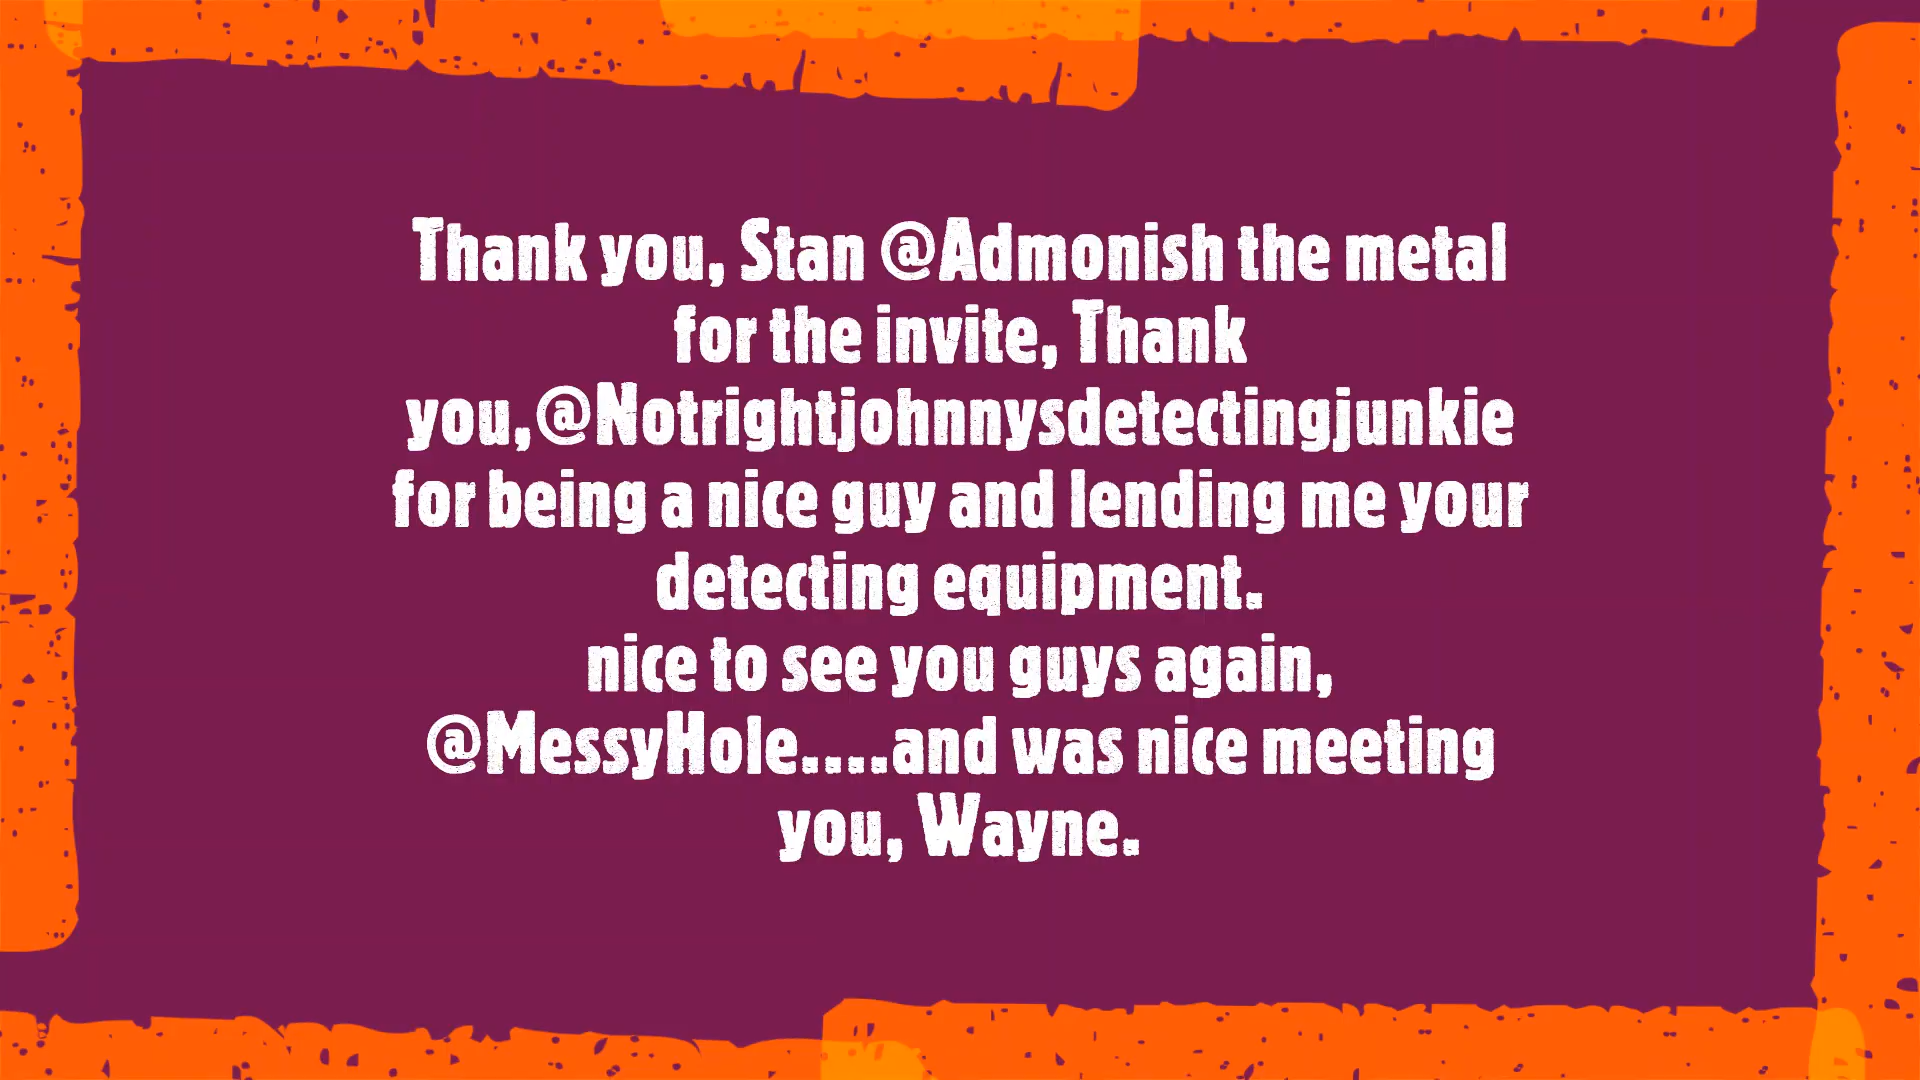 Thank you, Stan @Admonish the metal
for the invite, Thank
you,@Notrightjohnnysdetectingjunkie
for being a nice guy and lending me your
detecting equipment.
nice to see you guys again,
@MessyHole....and was nice meeting
you, Wayne.